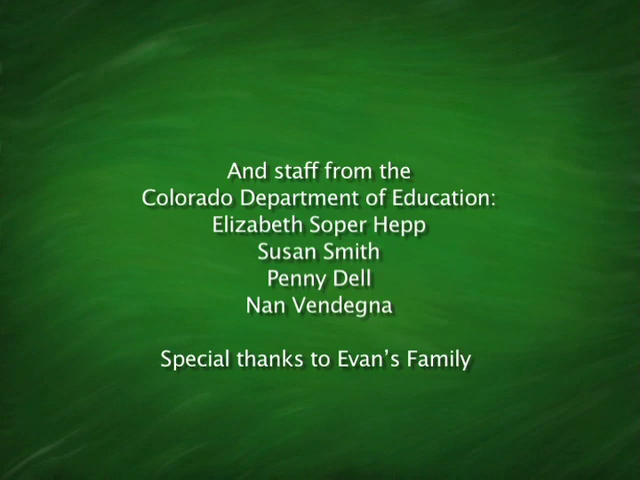 And staff from the
Colorado Department of Education:
Elizabeth Soper Hepp
Susan Smith
Penny Dell
Nan Vendegna
Special thanks to Evan’s Family